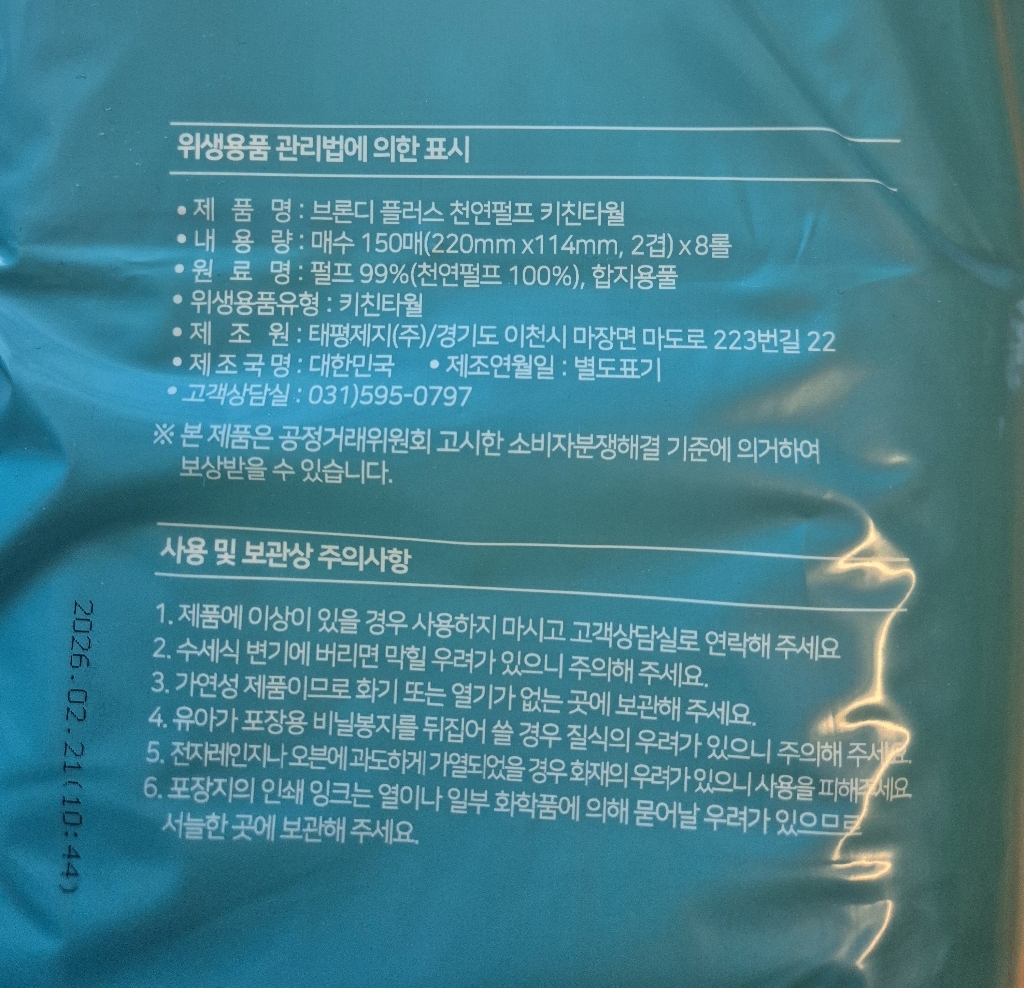 위생용품 관리법에 의한 표시
• 제 품 명 : 브론디 플러스 천연펄프 키친타월
• 내 용 량 : 매수 150매(220mm x114mm, 2겹) x 8롤
• 원 료 명 : 펄프 99%(천연펄프 100%), 합지용풀
• 위생용품유형 : 키친타월
• 제 조 원 : 태평제지(주)/경기도 이천시 마장면 마도로 223번길 22
• 제조국명 : 대한민국 • 제조연월일 : 별도표기
• 고객상담실 : 031)595-0797
※ 본 제품은 공정거래위원회 고시한 소비자분쟁해결 기준에 의거하여
보상받을 수 있습니다.
사용 및 보관상 주의사항
1. 제품에 이상이 있을 경우 사용하지 마시고 고객상담실로 연락해 주세요
2. 수세식 변기에 버리면 막힐 우려가 있으니 주의해 주세요.
3. 가연성 제품이므로 화기 또는 열기가 없는 곳에 보관해 주세요.
4. 유아가 포장용 비닐봉지를 뒤집어 쓸 경우 질식의 우려가 있으니 주의해 주세요.
5. 전자레인지나 오븐에 과도하게 가열되었을 경우 화재의 우려가 있으니 사용을 피해주세요
6. 포장지의 인쇄 잉크는 열이나 일부 화학품에 의해 묻어날 우려가 있으므로
서늘한 곳에 보관해 주세요.
2026.02.21(10:44)